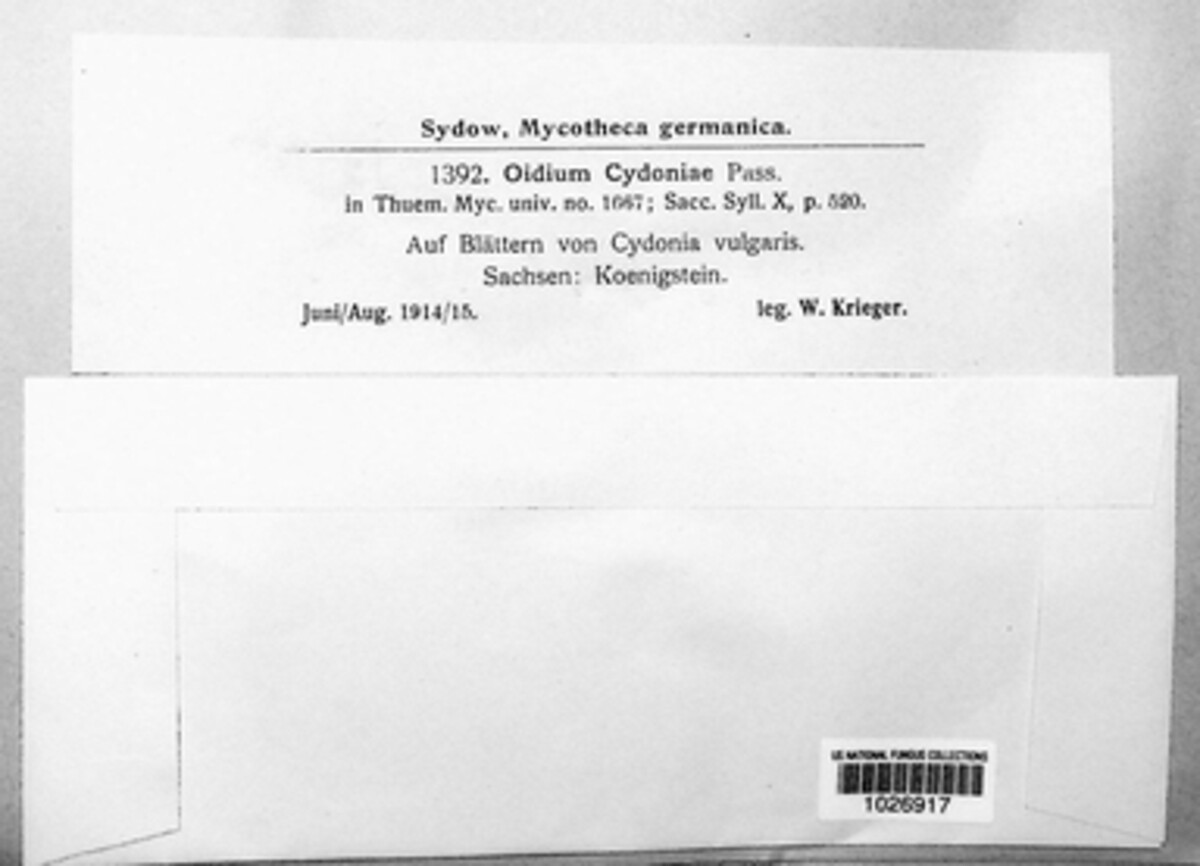 Sydow, Mycotheca germanica.
1392. Oidium Cydoniae Pass.
in Thuem. Myc. univ. no. 1667; Sacc. Syll. X, p. 520.
Auf Blättern von Cydonia vulgaris.
Sachsen: Koenigstein.
Juni/Aug. 1914/15. leg. W. Krieger.
US NATIONAL FUNGUS COLLECTIONS
1026917